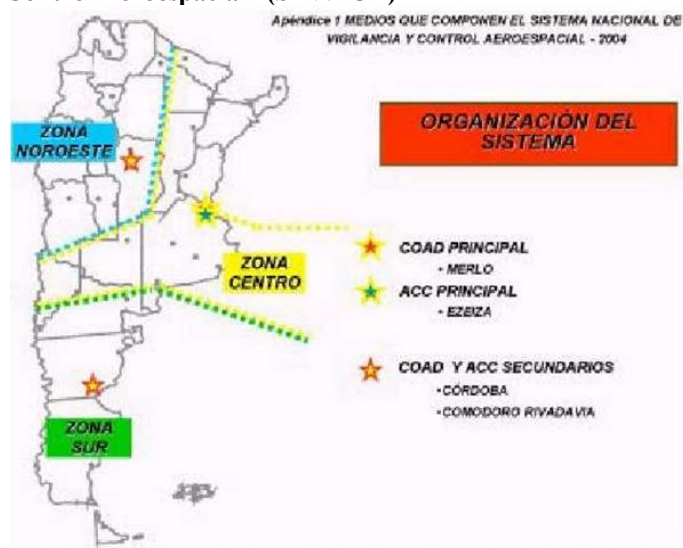 Apéndice 1 MEDIOS QUE COMPONEN EL SISTEMA NACIONAL DE
VIGILANCIA Y CONTROL AEROESPACIAL - 2004
ORGANIZACIÓN DEL
SISTEMA
ZONA
NOROESTE
ZONA
CENTRO
ZONA
SUR
COAD PRINCIPAL
• MERLO
ACC PRINCIPAL
• EZEIZA
COAD Y ACC SECUNDARIOS
•CÓRDOBA
•COMODORO RIVADAVIA